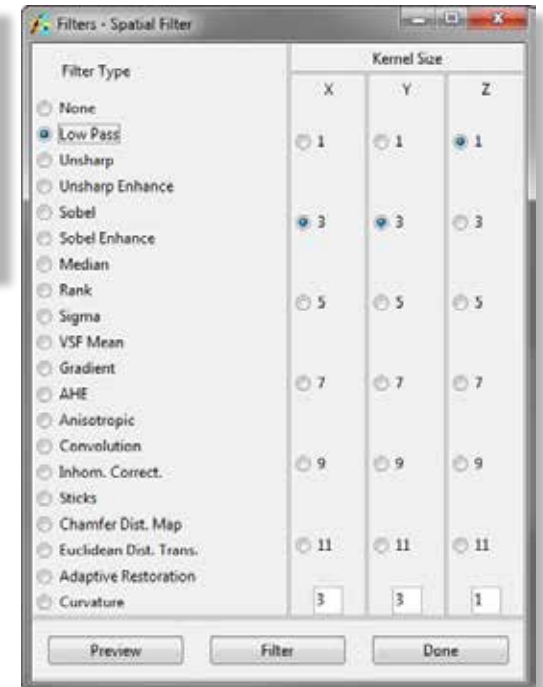 Filters - Spatial Filter
Filter Type
None
Low Pass
Unsharp
Unsharp Enhance
Sobel
Sobel Enhance
Median
Rank
Sigma
VSF Mean
Gradient
AHE
Anisotropic
Convolution
Inhom. Correct.
Sticks
Chamfer Dist. Map
Euclidean Dist. Trans.
Adaptive Restoration
Curvature
Kernel Size
X Y Z
1 1 1
3 3 3
5 5 5
7 7 7
9 9 9
11 11 11
3 3 1
Preview Filter Done